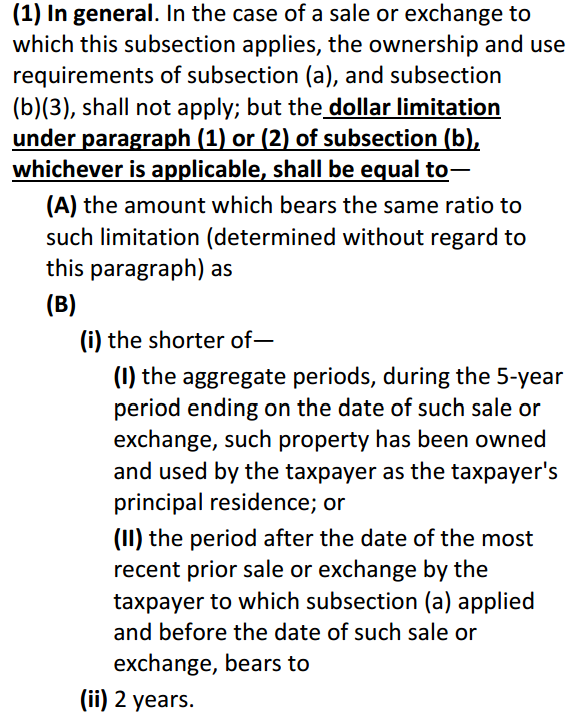 (1) In general. In the case of a sale or exchange to
which this subsection applies, the ownership and use
requirements of subsection (a), and subsection
(b)(3), shall not apply; but the dollar limitation
under paragraph (1) or (2) of subsection (b),
whichever is applicable, shall be equal to—
(A) the amount which bears the same ratio to
such limitation (determined without regard to
this paragraph) as
(B)
(i) the shorter of—
(I) the aggregate periods, during the 5-year
period ending on the date of such sale or
exchange, such property has been owned
and used by the taxpayer as the taxpayer's
principal residence; or
(II) the period after the date of the most
recent prior sale or exchange by the
taxpayer to which subsection (a) applied
and before the date of such sale or
exchange, bears to
(ii) 2 years.